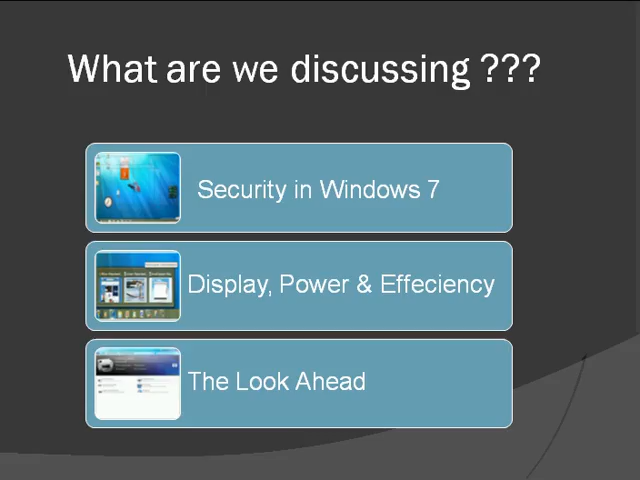 What are we discussing ???
Security in Windows 7
Display, Power & Effeciency
The Look Ahead